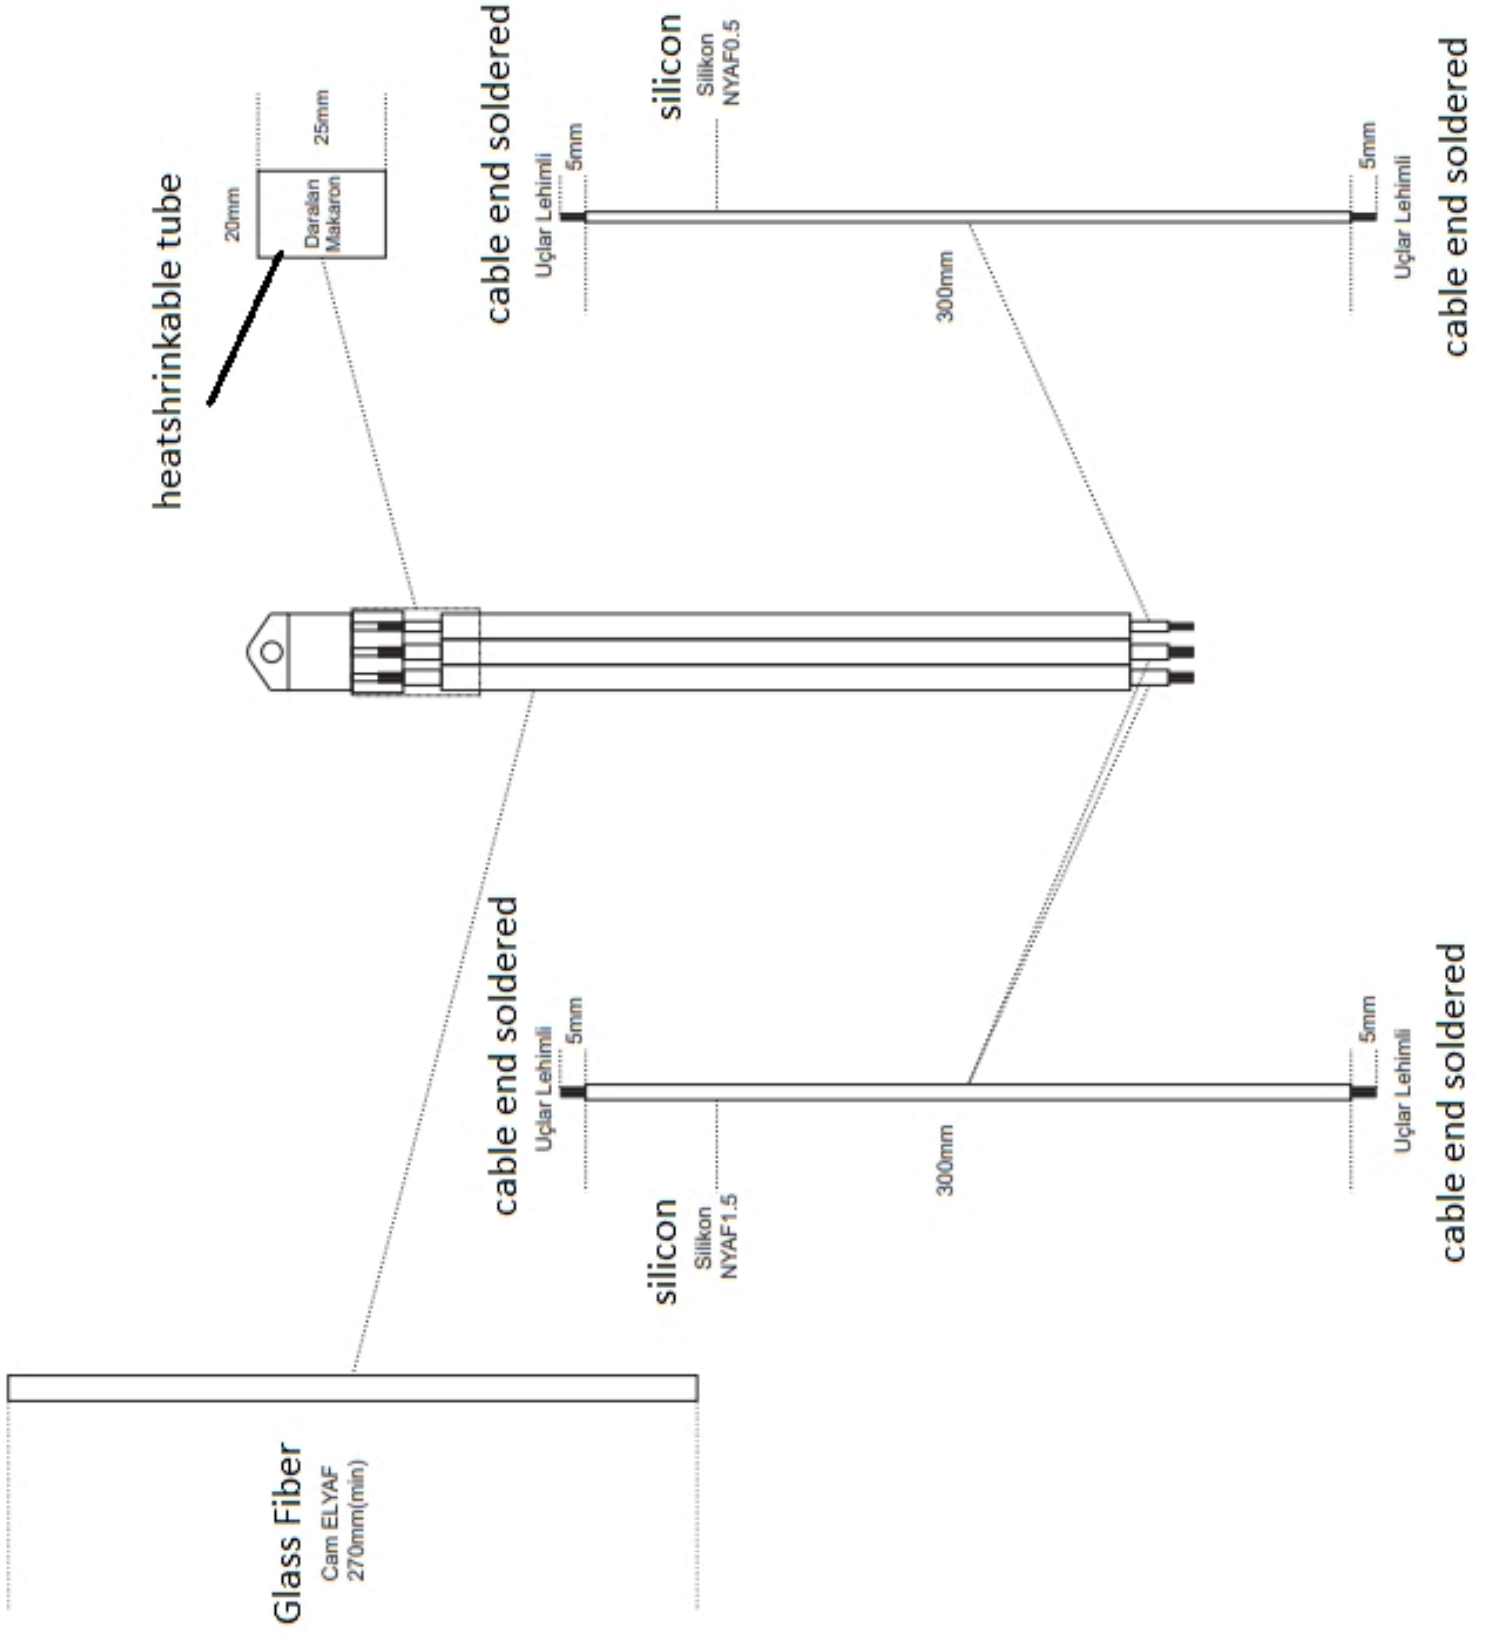 heatshrinkable tube
20mm
25mm
Daralan
Makaron
cable end soldered
Uçlar Lehimli
5mm
silicon
Silikon
NYAF0.5
300mm
5mm
Uçlar Lehimli
cable end soldered
cable end soldered
Uçlar Lehimli
5mm
silicon
Silikon
NYAF1.5
300mm
5mm
Uçlar Lehimli
cable end soldered
Glass Fiber
Cam ELYAF
270mm(min)